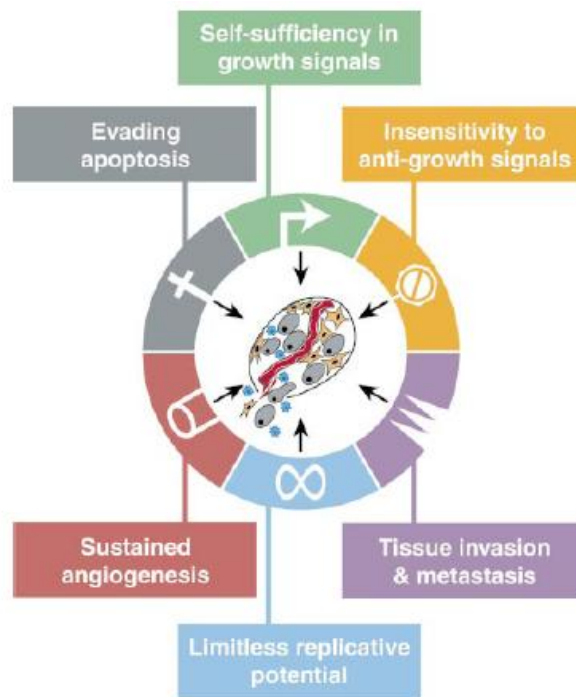 Self-sufficiency in
growth signals
Evading
apoptosis
Insensitivity to
anti-growth signals
Sustained
angiogenesis
Tissue invasion
& metastasis
Limitless replicative
potential